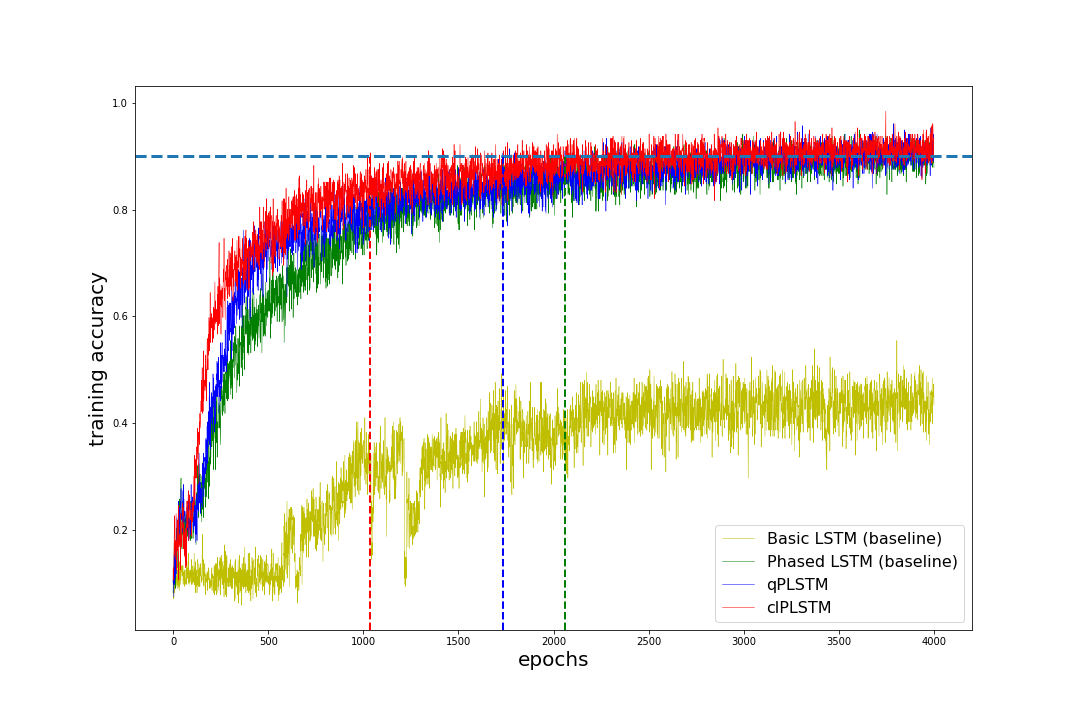 1.0
0.8
0.6
0.4
0.2
training accuracy
0 500 1000 1500 2000 2500 3000 3500 4000
epochs
Basic LSTM (baseline)
Phased LSTM (baseline)
qPLSTM
clPLSTM